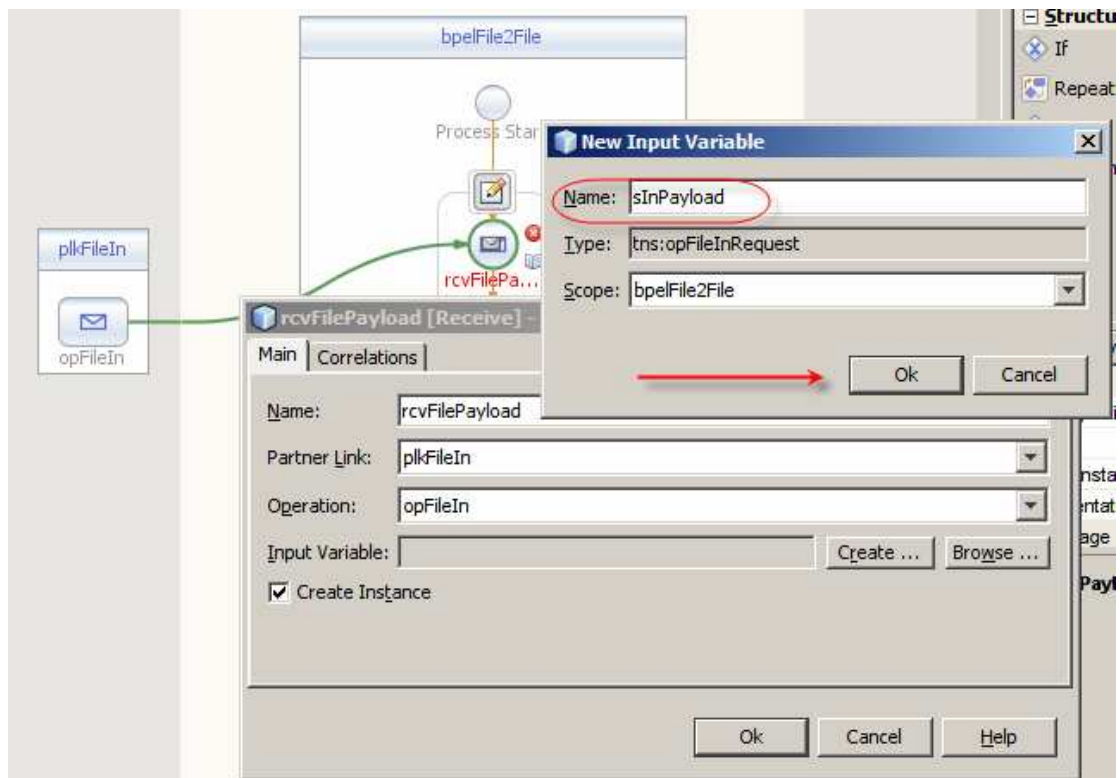 bpelFile2File
Structu
If
Repeat
Process Star
New Input Variable
Name: sInPayload
Type: tns:opFileInRequest
Scope: bpelFile2File
Ok Cancel
plkFileIn
opFileIn
rcvFilePa...
rcvFilePayload [Receive] -
Main Correlations
Name: rcvFilePayload
Partner Link: plkFileIn
Operation: opFileIn
Input Variable: Create ... Browse ...
Create Instance
Ok Cancel Help
nsta
entat
age
Payl